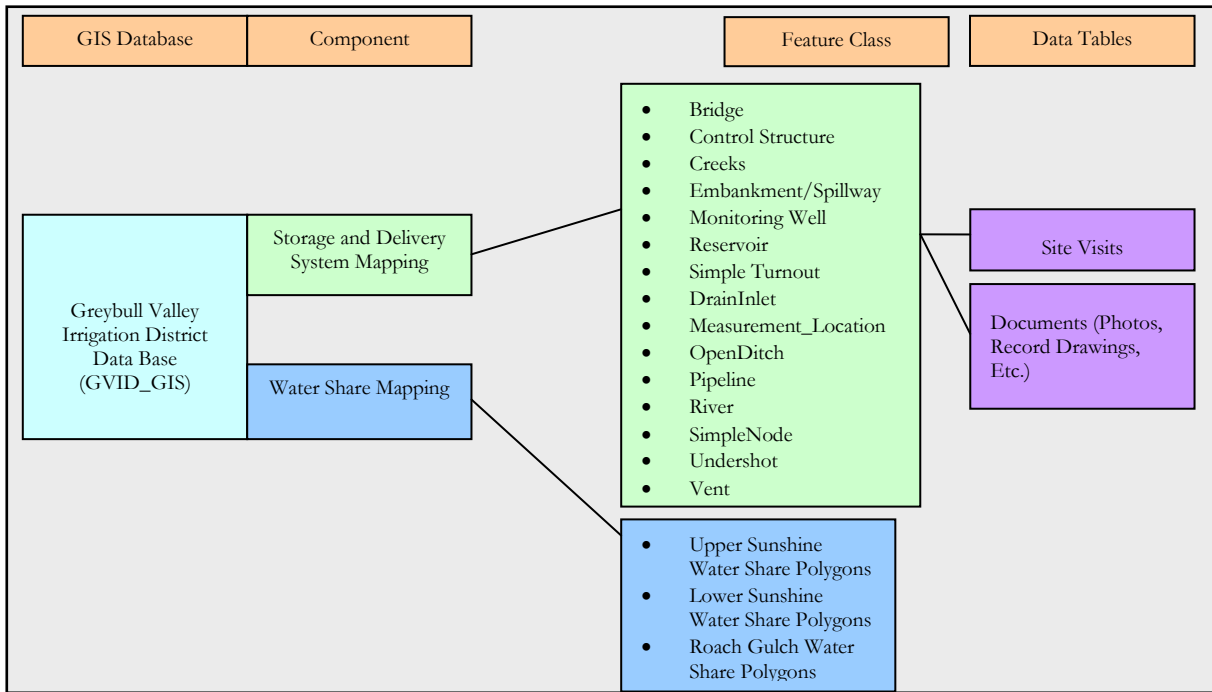 GIS Database
Component
Feature Class
Data Tables
Greybull Valley
Irrigation District
Data Base
(GVID_GIS)
Storage and Delivery
System Mapping
Water Share Mapping
• Bridge
• Control Structure
• Creeks
• Embankment/Spillway
• Monitoring Well
• Reservoir
• Simple Turnout
• DrainInlet
• Measurement_Location
• OpenDitch
• Pipeline
• River
• SimpleNode
• Undershot
• Vent
• Upper Sunshine
Water Share Polygons
• Lower Sunshine
Water Share Polygons
• Roach Gulch Water
Share Polygons
Site Visits
Documents (Photos,
Record Drawings,
Etc.)